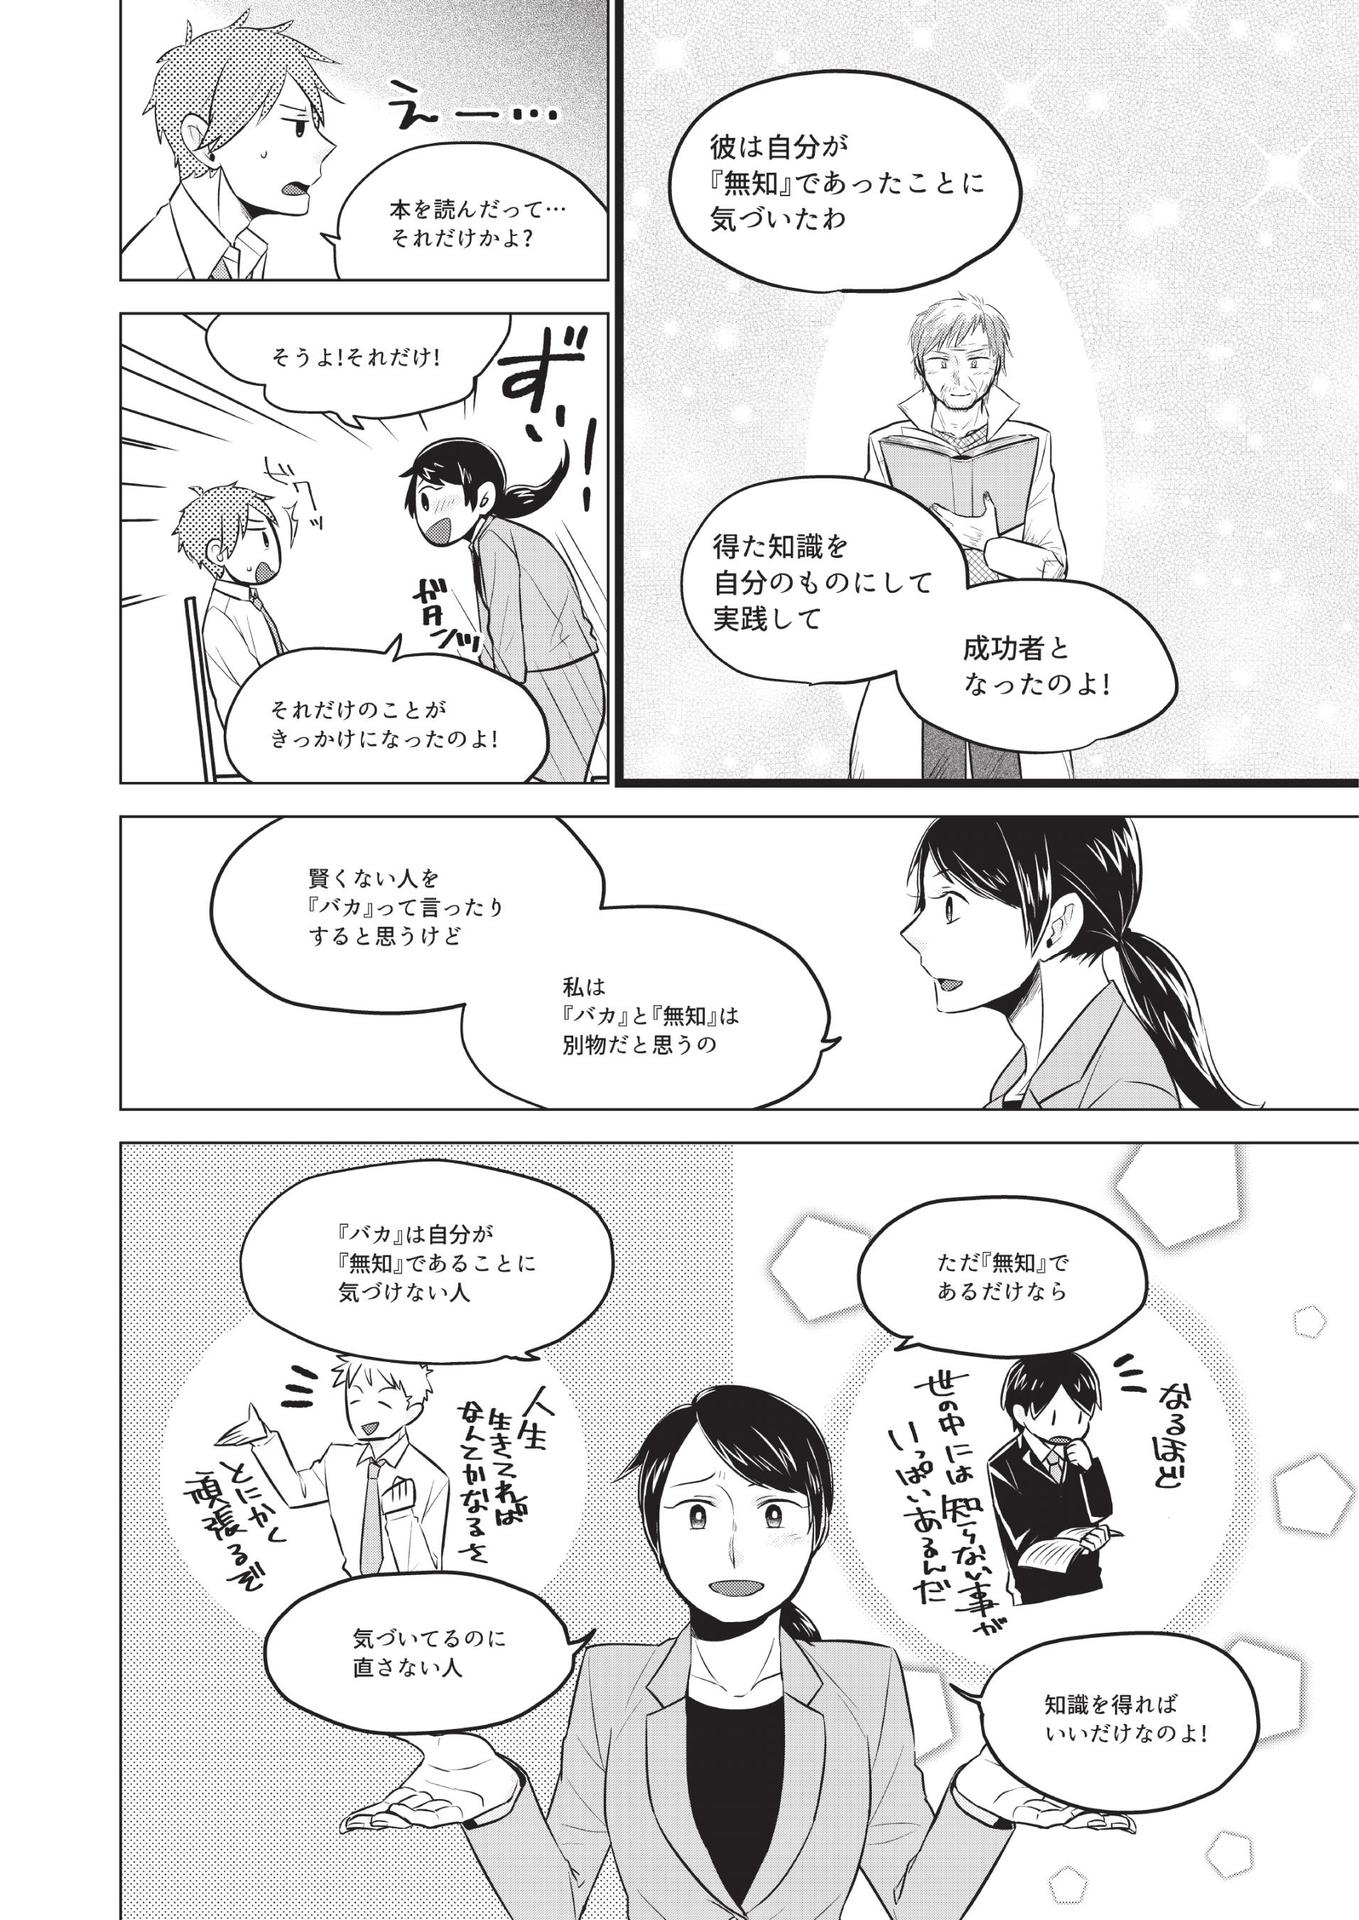 彼は自分が
『無知』であったことに
気づいたわ
得た知識を
自分のものにして
実践して
成功者と
なったのよ!
えー…
本を読んだって…
それだけかよ?
そうよ!それだけ!
ずいっ!
ビクッ
ガタンッ
それだけのことが
きっかけになったのよ!
賢くない人を
『バカ』って言ったり
すると思うけど
私は
『バカ』と『無知』は
別物だと思うの
ただ『無知』で
あるだけなら
なるほど
世の中には知らない事が
いっぱいあるんだ
知識を得れば
いいだけなのよ!
『バカ』は自分が
『無知』であることに
気づけない人
人生
生きてれば
なんてかなるさ
とにかく
頑張るぞ
気づいてるのに
直さない人